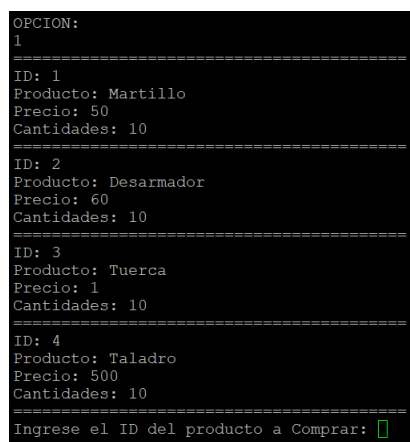 OPCION:
1
=========================================
ID: 1
Producto: Martillo
Precio: 50
Cantidades: 10
=========================================
ID: 2
Producto: Desarmador
Precio: 60
Cantidades: 10
=========================================
ID: 3
Producto: Tuerca
Precio: 1
Cantidades: 10
=========================================
ID: 4
Producto: Taladro
Precio: 500
Cantidades: 10
=========================================
Ingrese el ID del producto a Comprar: